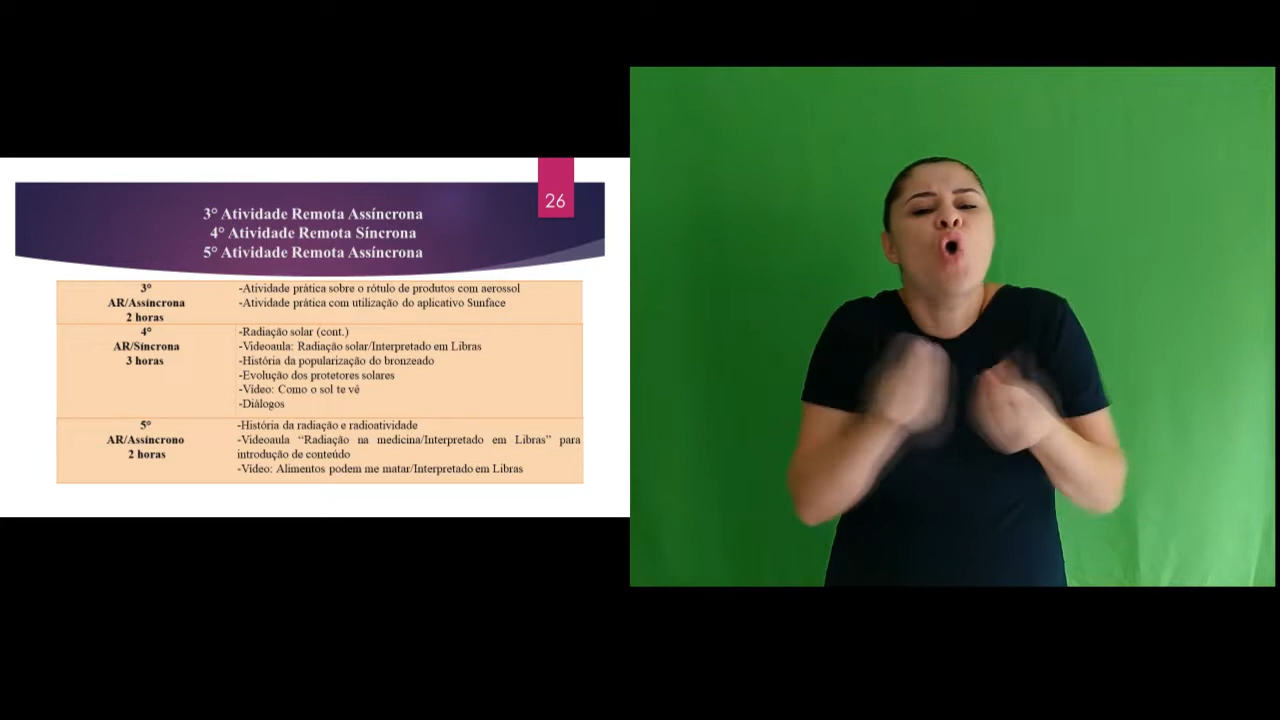 26
3° Atividade Remota Assíncrona
4° Atividade Remota Síncrona
5° Atividade Remota Assíncrona
3°
AR/Assíncrona
2 horas
-Atividade prática sobre o rótulo de produtos com aerossol
-Atividade prática com utilização do aplicativo Sunface
4°
AR/Síncrona
3 horas
-Radiação solar (cont.)
-Videoaula: Radiação solar/Interpretado em Libras
-História da popularização do bronzeado
-Evolução dos protetores solares
-Vídeo: Como o sol te vê
-Diálogos
5°
AR/Assíncrono
2 horas
-História da radiação e radioatividade
-Videoaula “Radiação na medicina/Interpretado em Libras” para
introdução de conteúdo
-Vídeo: Alimentos podem me matar/Interpretado em Libras